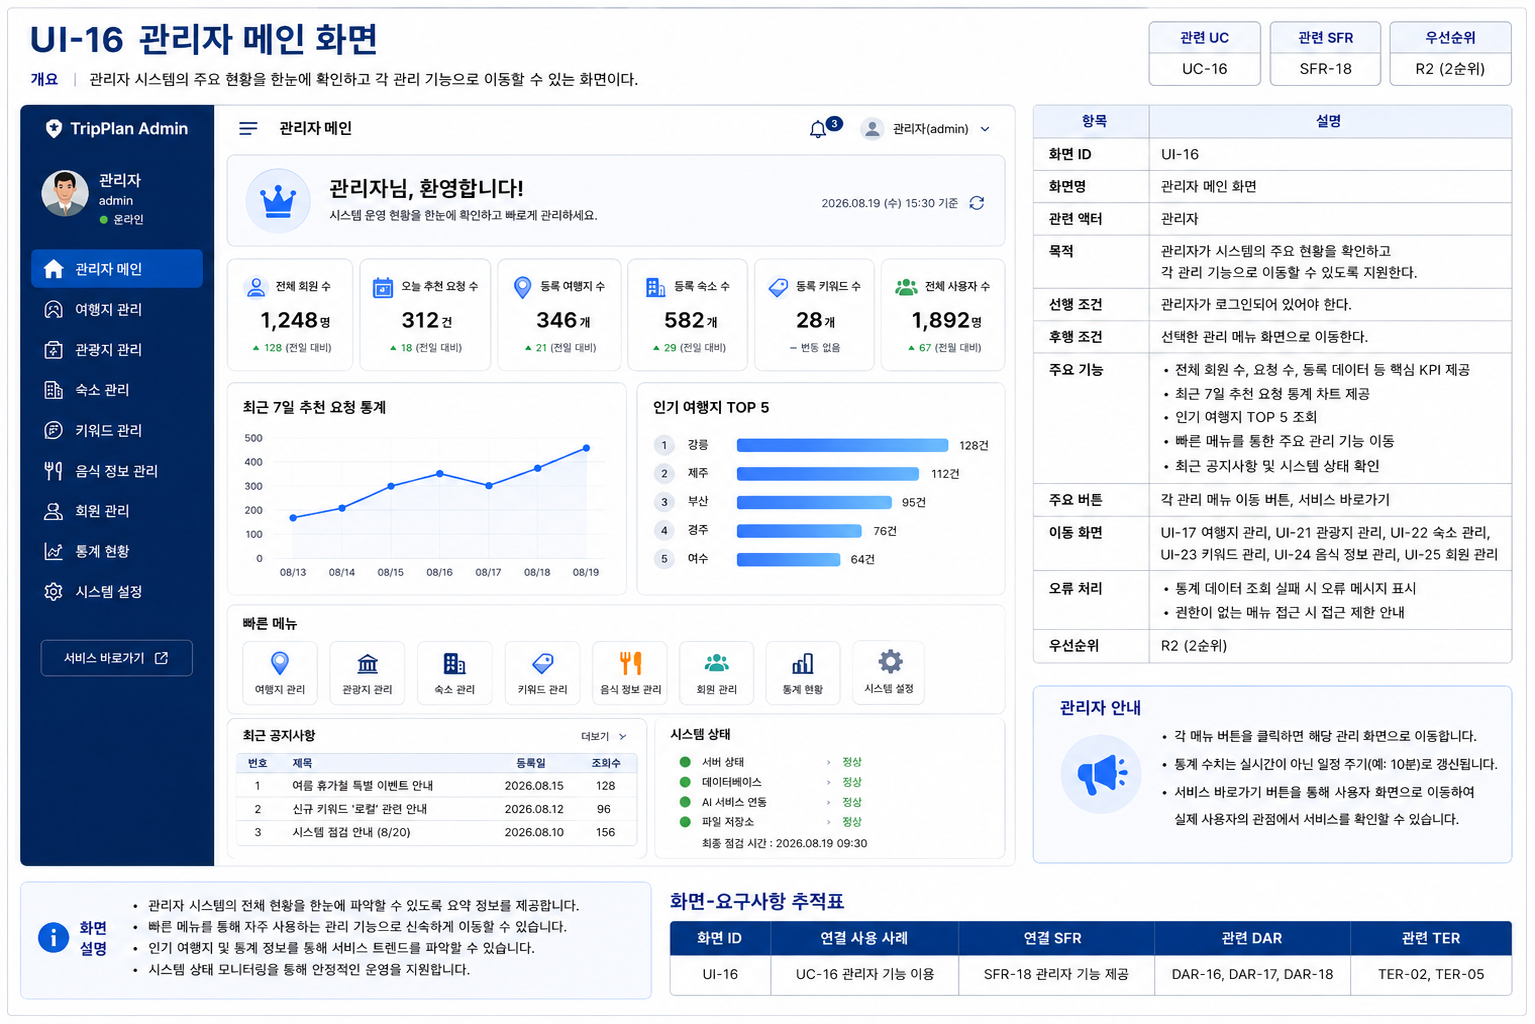 UI-16 관리자 메인 화면
개요 | 관리자 시스템의 주요 현황을 한눈에 확인하고 각 관리 기능으로 이동할 수 있는 화면이다.
관련 UC
UC-16
관련 SFR
SFR-18
우선순위
R2 (2순위)
TripPlan Admin
관리자
admin
온라인
관리자 메인
여행지 관리
관광지 관리
숙소 관리
키워드 관리
음식 정보 관리
회원 관리
통계 현황
시스템 설정
서비스 바로가기
관리자 메인
3
관리자(admin)
관리자님, 환영합니다!
시스템 운영 현황을 한눈에 확인하고 빠르게 관리하세요.
2026.08.19 (수) 15:30 기준
전체 회원 수
1,248명
▲ 128 (전일 대비)
오늘 추천 요청 수
312건
▲ 18 (전일 대비)
등록 여행지 수
346개
▲ 21 (전일 대비)
등록 숙소 수
582개
▲ 29 (전일 대비)
등록 키워드 수
28개
– 변동 없음
전체 사용자 수
1,892명
▲ 67 (전월 대비)
최근 7일 추천 요청 통계
500
400
300
200
100
0
08/13 08/14 08/15 08/16 08/17 08/18 08/19
인기 여행지 TOP 5
1 강릉 128건
2 제주 112건
3 부산 95건
4 경주 76건
5 여수 64건
빠른 메뉴
여행지 관리
관광지 관리
숙소 관리
키워드 관리
음식 정보 관리
회원 관리
통계 현황
시스템 설정
최근 공지사항
더보기 >
번호 제목 등록일 조회수
1 여름 휴가철 특별 이벤트 안내 2026.08.15 128
2 신규 키워드 '로컬' 관련 안내 2026.08.12 96
3 시스템 점검 안내 (8/20) 2026.08.10 156
시스템 상태
서버 상태 › 정상
데이터베이스 › 정상
AI 서비스 연동 › 정상
파일 저장소 › 정상
최종 점검 시간 : 2026.08.19 09:30
항목 설명
화면 ID UI-16
화면명 관리자 메인 화면
관련 액터 관리자
목적 관리자가 시스템의 주요 현황을 확인하고
각 관리 기능으로 이동할 수 있도록 지원한다.
선행 조건 관리자가 로그인되어 있어야 한다.
후행 조건 선택한 관리 메뉴 화면으로 이동한다.
주요 기능 • 전체 회원 수, 요청 수, 등록 데이터 등 핵심 KPI 제공
• 최근 7일 추천 요청 통계 차트 제공
• 인기 여행지 TOP 5 조회
• 빠른 메뉴를 통한 주요 관리 기능 이동
• 최근 공지사항 및 시스템 상태 확인
주요 버튼 각 관리 메뉴 이동 버튼, 서비스 바로가기
이동 화면 UI-17 여행지 관리, UI-21 관광지 관리, UI-22 숙소 관리,
UI-23 키워드 관리, UI-24 음식 정보 관리, UI-25 회원 관리
오류 처리 • 통계 데이터 조회 실패 시 오류 메시지 표시
• 권한이 없는 메뉴 접근 시 접근 제한 안내
우선순위 R2 (2순위)
관리자 안내
• 각 메뉴 버튼을 클릭하면 해당 관리 화면으로 이동합니다.
• 통계 수치는 실시간이 아닌 일정 주기(예: 10분)로 갱신됩니다.
• 서비스 바로가기 버튼을 통해 사용자 화면으로 이동하여
실제 사용자의 관점에서 서비스를 확인할 수 있습니다.
화면
설명
• 관리자 시스템의 전체 현황을 한눈에 파악할 수 있도록 요약 정보를 제공합니다.
• 빠른 메뉴를 통해 자주 사용하는 관리 기능으로 신속하게 이동할 수 있습니다.
• 인기 여행지 및 통계 정보를 통해 서비스 트렌드를 파악할 수 있습니다.
• 시스템 상태 모니터링을 통해 안정적인 운영을 지원합니다.
화면-요구사항 추적표
화면 ID 연결 사용 사례 연결 SFR 관련 DAR 관련 TER
UI-16 UC-16 관리자 기능 이용 SFR-18 관리자 기능 제공 DAR-16, DAR-17, DAR-18 TER-02, TER-05